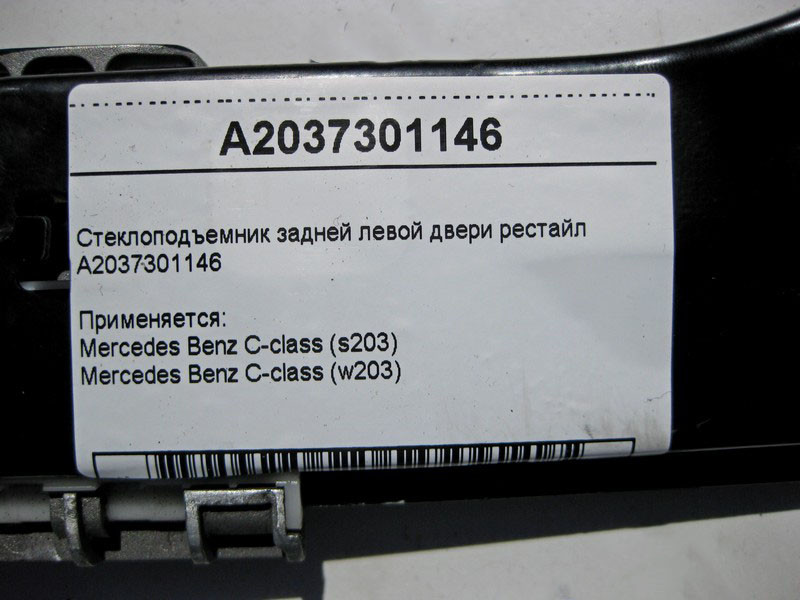 A2037301146
Стеклоподъемник задней левой двери рестайл
A2037301146
Применяется:
Mercedes Benz C-class (s203)
Mercedes Benz C-class (w203)